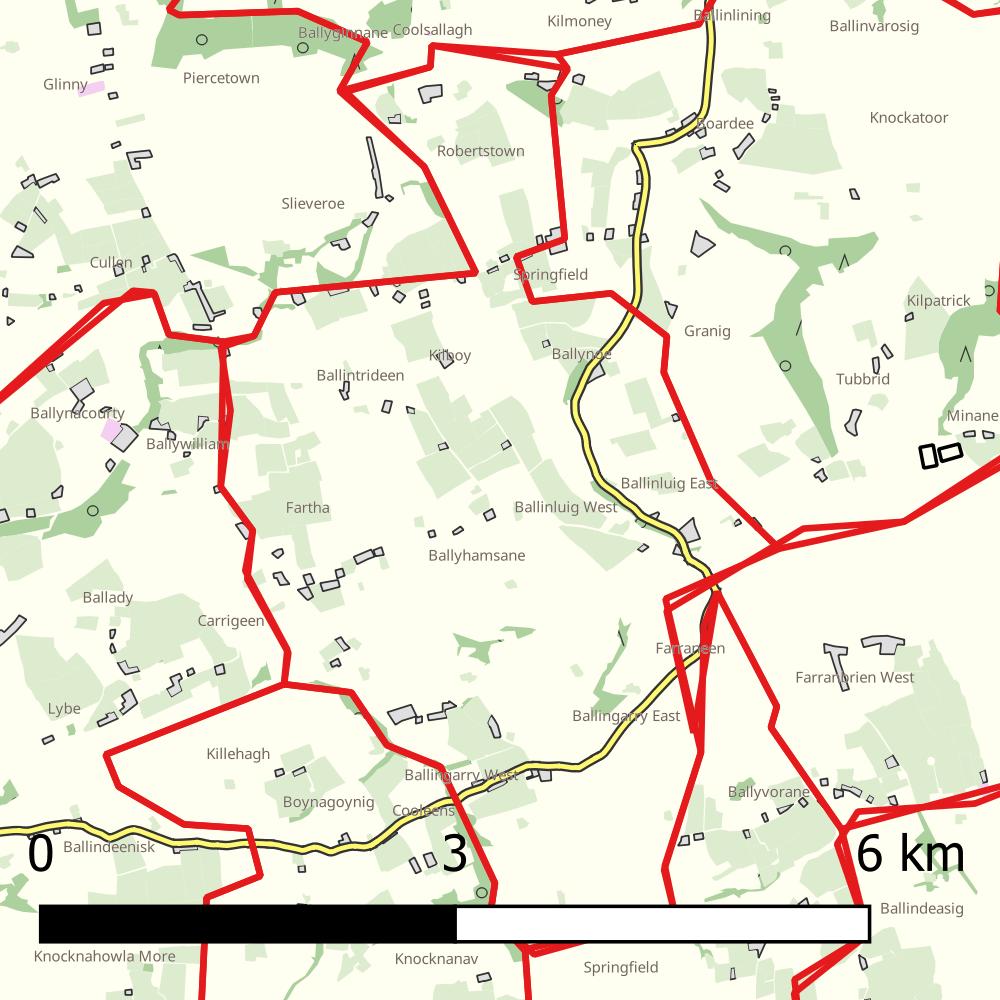 Ballinlining
Kilmoney
Ballinvarosig
Coolsallagh
Ballyginnane
Piercetown
Glinny
Knockatoor
Boardee
Robertstown
Slieveroe
Cullen
Springfield
Kilpatrick
Granig
Kilboy
Ballynoe
Ballintrideen
Tubbrid
Ballynacourty
Minane
Ballywilliam
Ballinluig East
Fartha
Ballinluig West
Ballyhamsane
Ballady
Carrigeen
Farraneen
Farranbrien West
Lybe
Ballingarry East
Killehagh
Ballingarry West
Ballyvorane
Boynagoynig
Cooleens
Ballindeenisk
0
3
6 km
Ballindeasig
Knocknahowla More
Knocknanav
Springfield